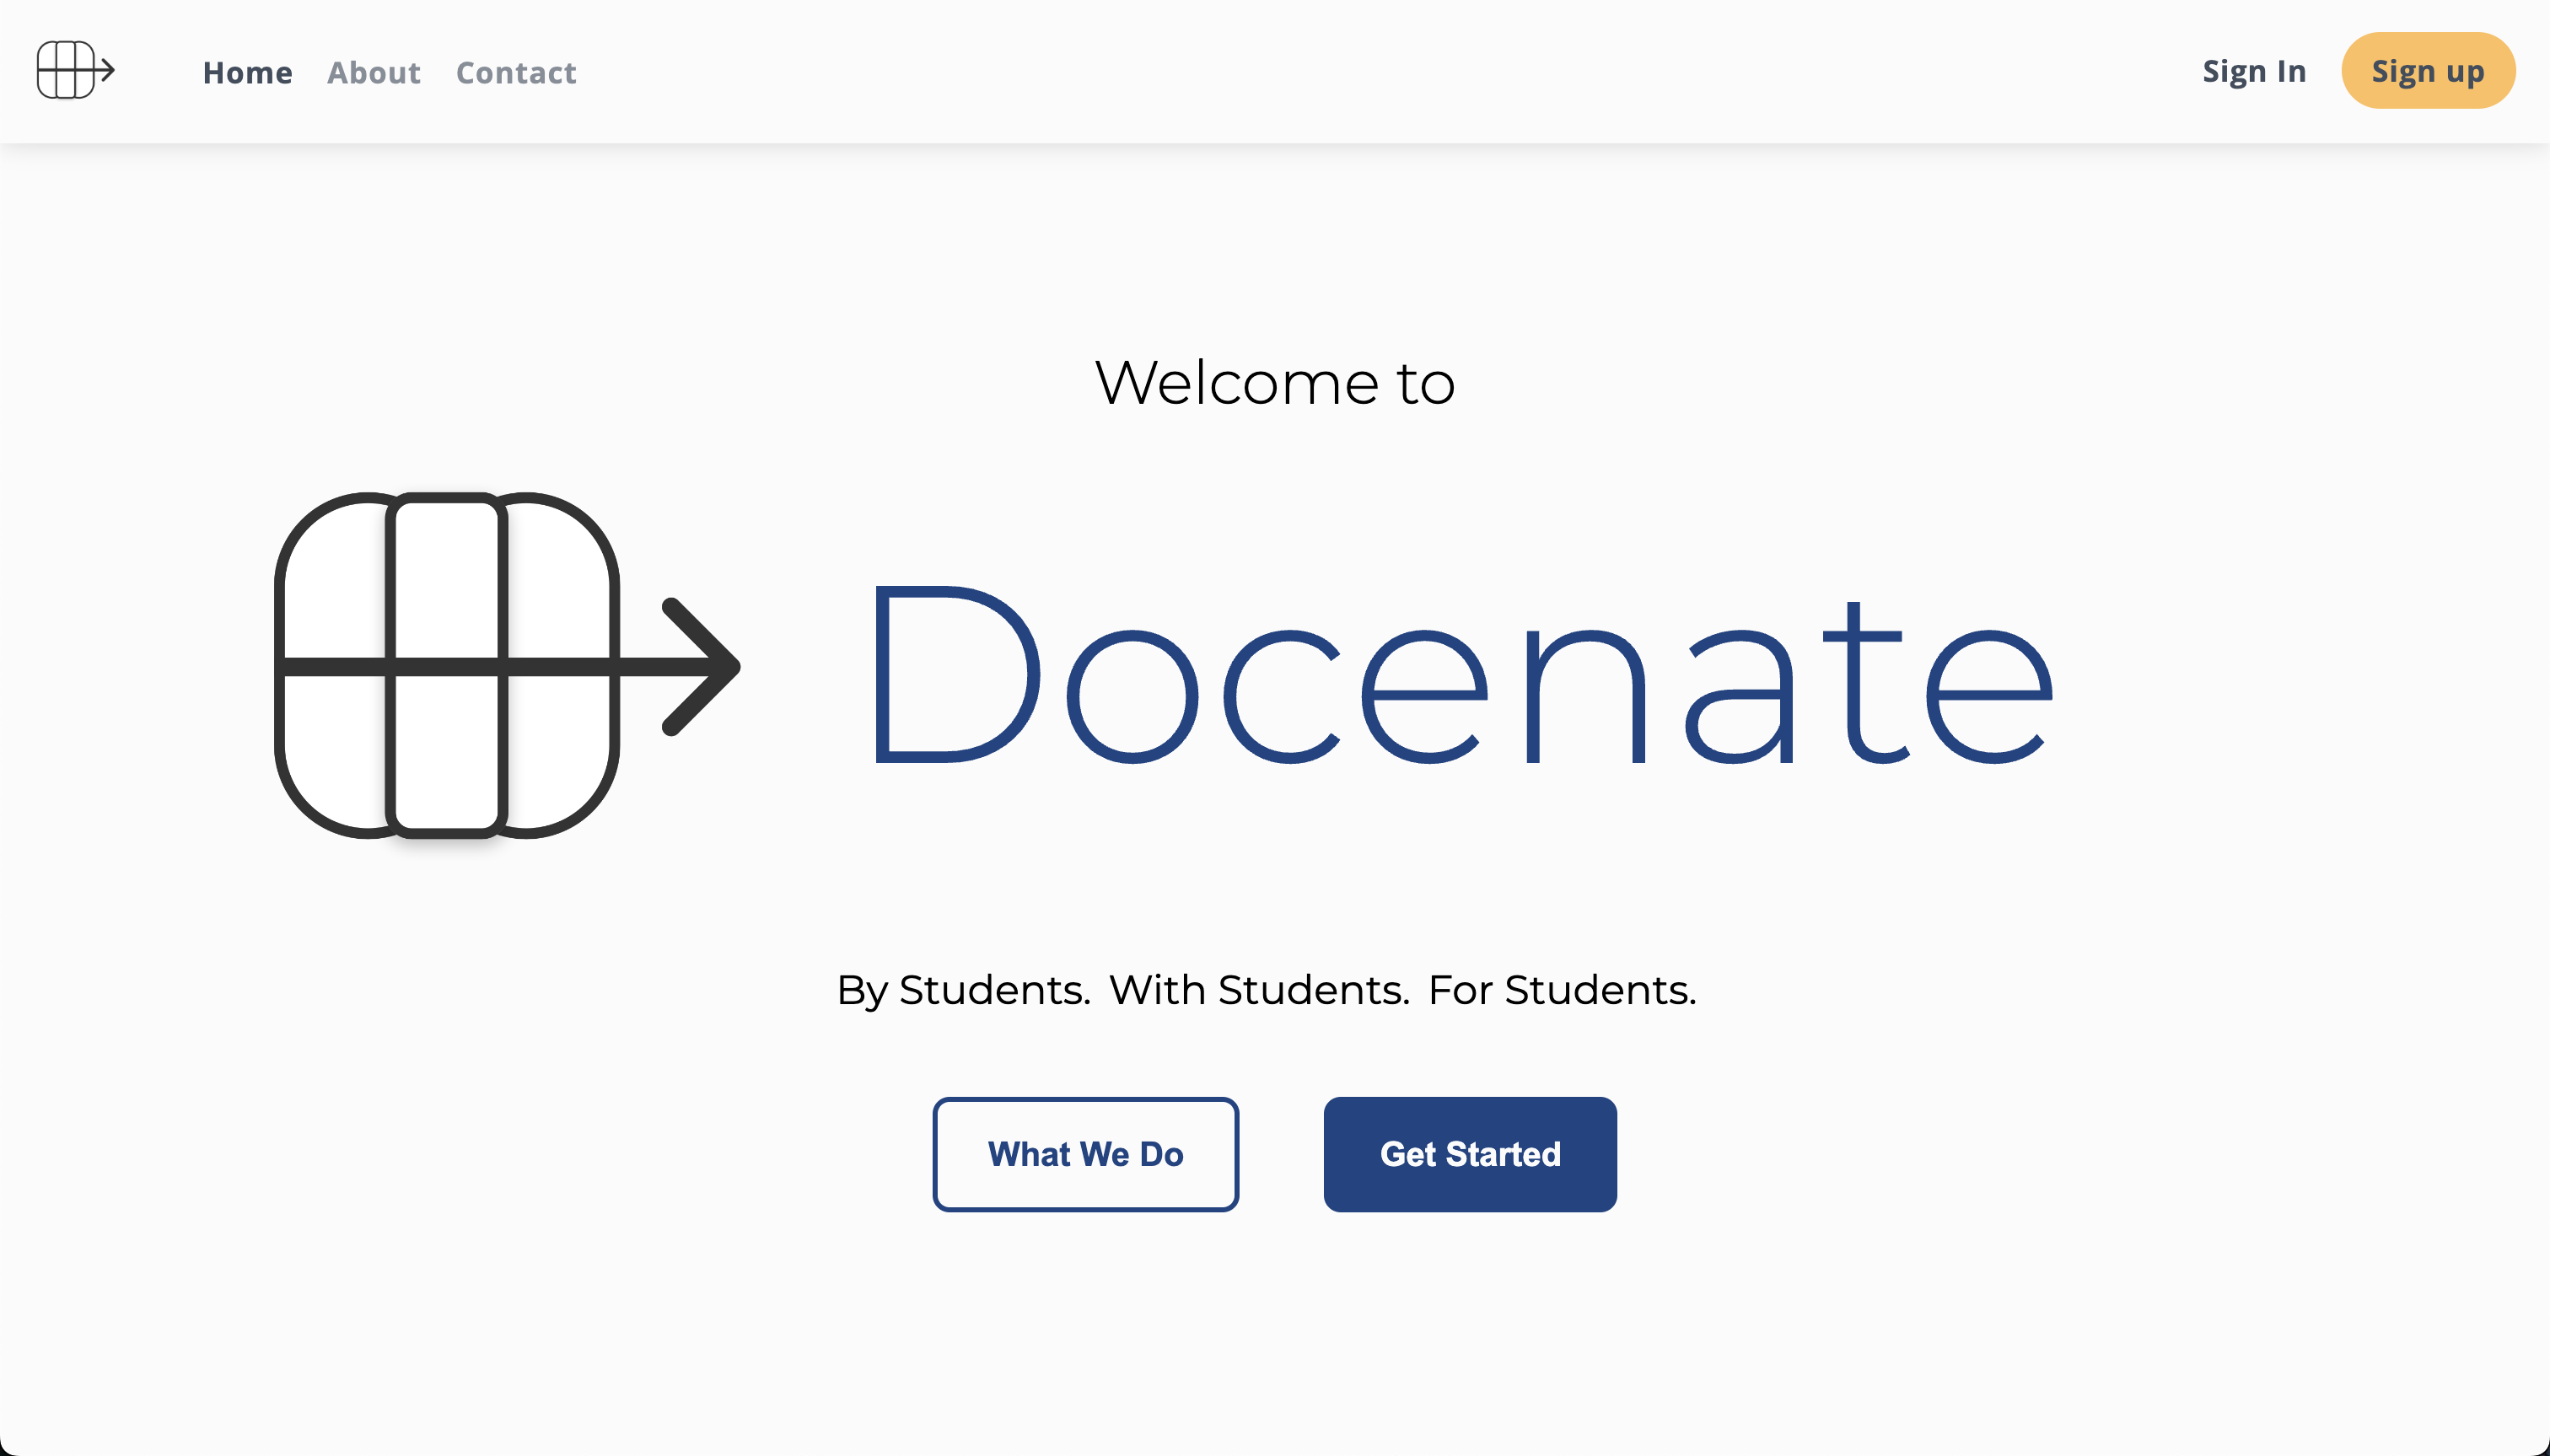 Home About Contact Sign In Sign up
Welcome to
Docenate
By Students. With Students. For Students.
What We Do Get Started